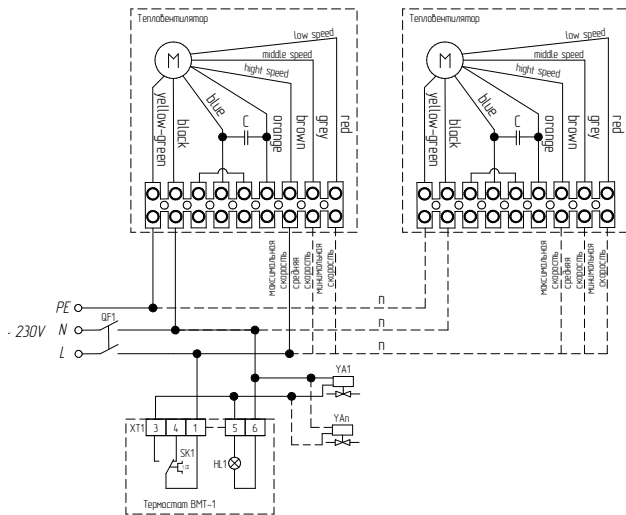 Тепловентилятор
Тепловентилятор
low speed
middle speed
hight speed
M
low speed
middle speed
hight speed
M
yellow-green
black
blue
C
orange
brown
grey
red
yellow-green
black
blue
C
orange
brown
grey
red
максимальная
скорость
средняя
скорость
минимальная
скорость
максимальная
скорость
средняя
скорость
минимальная
скорость
PE
n
QF1
~ 230V
N
n
L
n
YA1
YAn
XT1
3
4
1
5
6
SK1
HL1
Термостат ВМТ-1